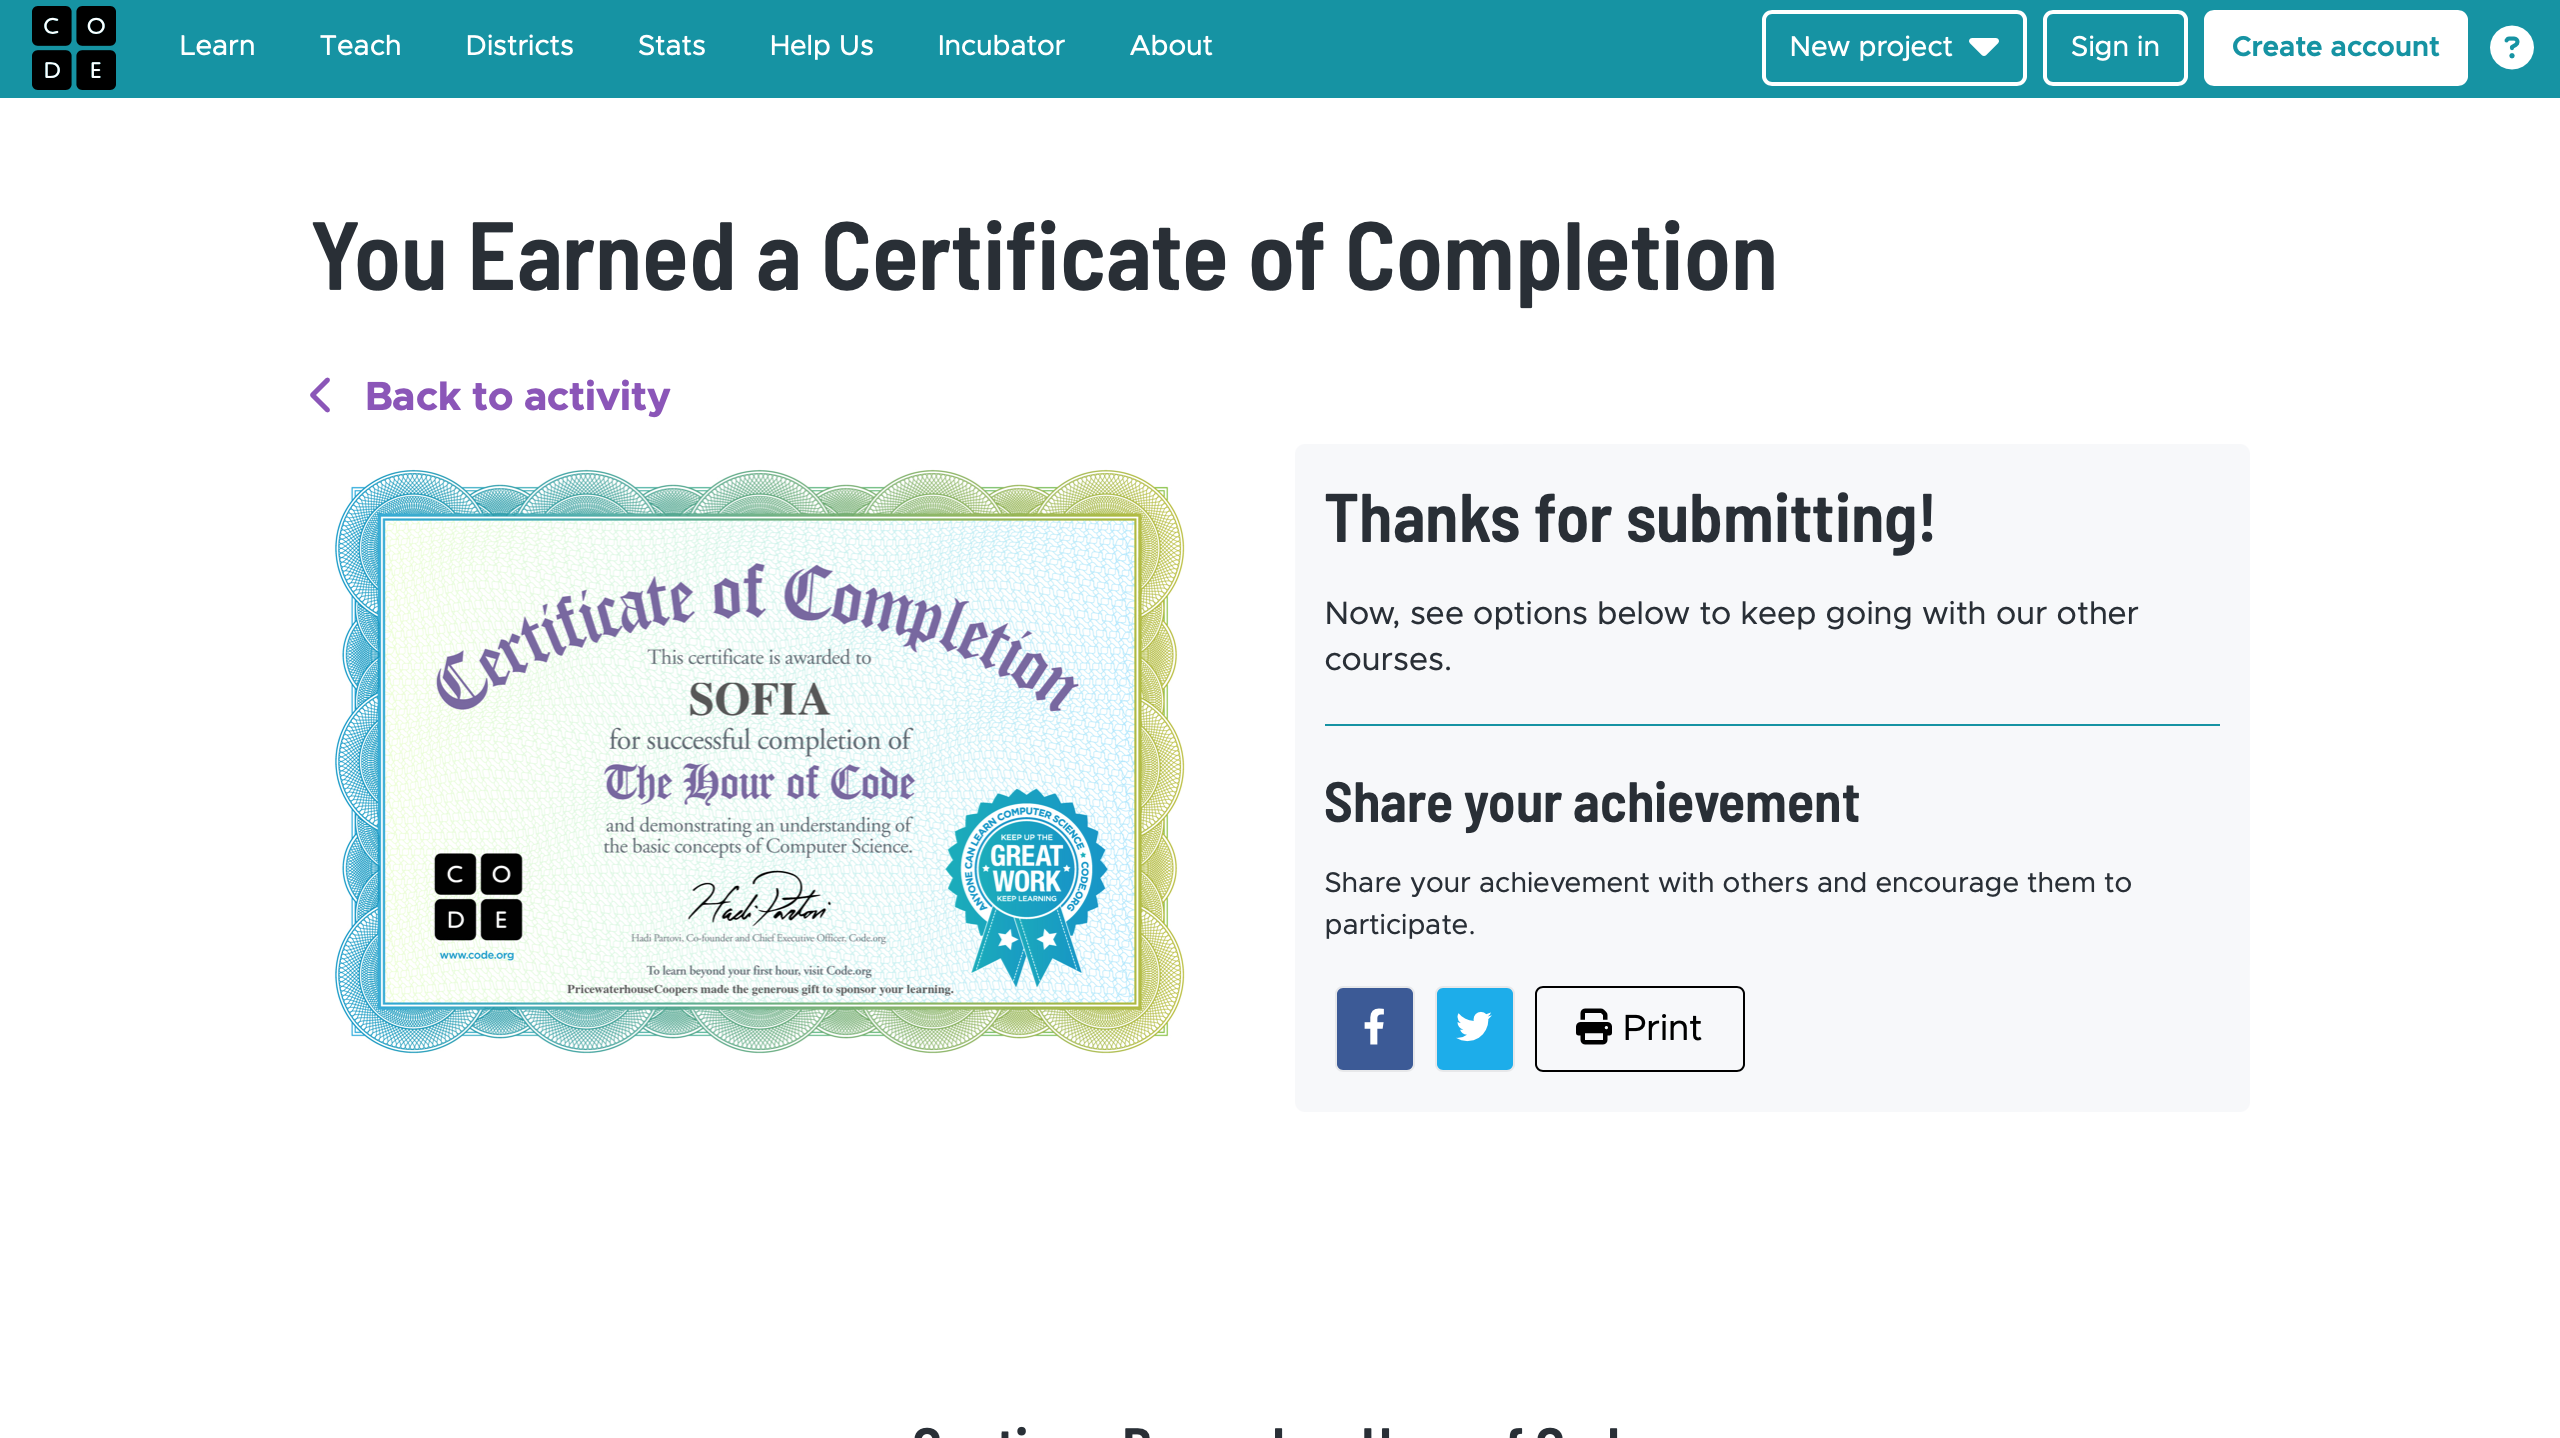 C O
D E
Learn
Teach
Districts
Stats
Help Us
Incubator
About
New project
Sign in
Create account
?
You Earned a Certificate of Completion
Back to activity
Certificate of Completion
This certificate is awarded to
SOFIA
for successful completion of
The Hour of Code
and demonstrating an understanding of
the basic concepts of Computer Science.
C O
D E
www.code.org
Hadi Partovi
Hadi Partovi, Co-founder and Chief Executive Officer, Code.org
To learn beyond your first hour, visit Code.org
PricewaterhouseCoopers made the generous gift to sponsor your learning.
ANYONE CAN LEARN COMPUTER SCIENCE ★ CODE.ORG
KEEP UP THE
GREAT
WORK
KEEP LEARNING
Thanks for submitting!
Now, see options below to keep going with our other
courses.
Share your achievement
Share your achievement with others and encourage them to
participate.
f
Print